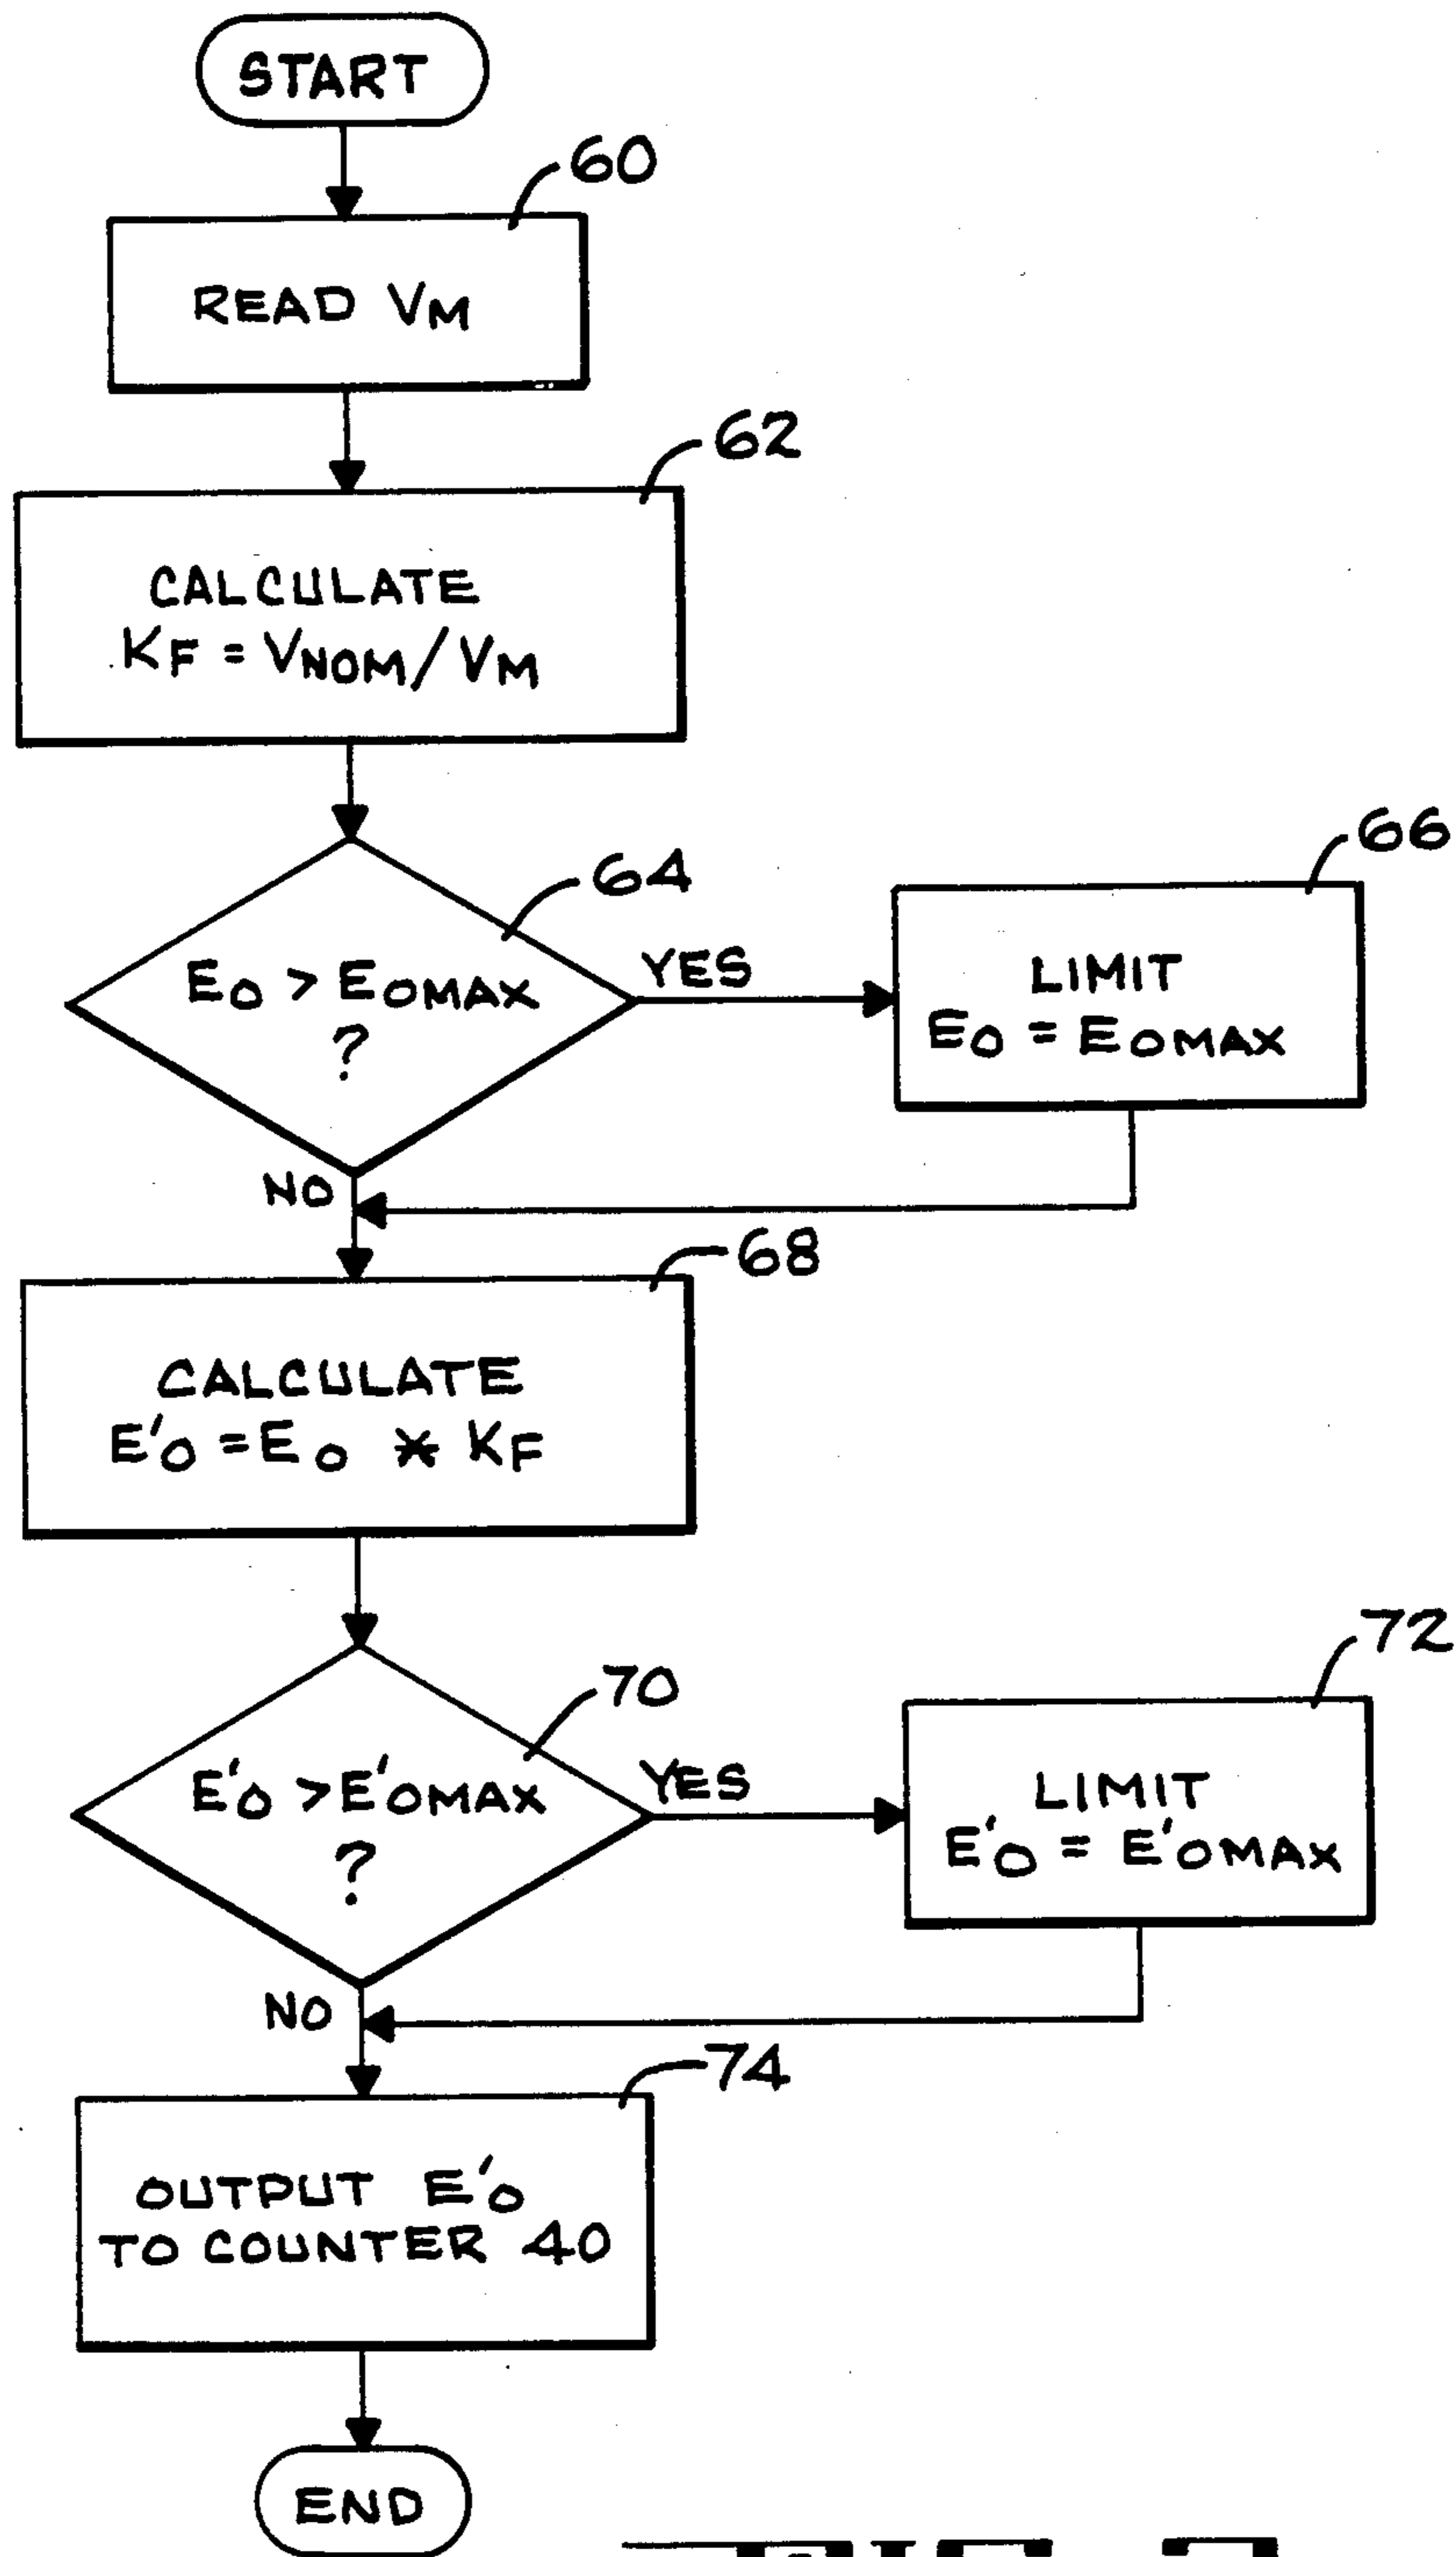 START
60
READ VM
62
CALCULATE
KF = VNOM/VM
64
EO > EOMAX
?
YES
66
LIMIT
EO = EOMAX
NO
68
CALCULATE
E'O = EO * KF
70
E'O > E'OMAX
?
YES
72
LIMIT
E'O = E'OMAX
NO
74
OUTPUT E'O
TO COUNTER 40
END